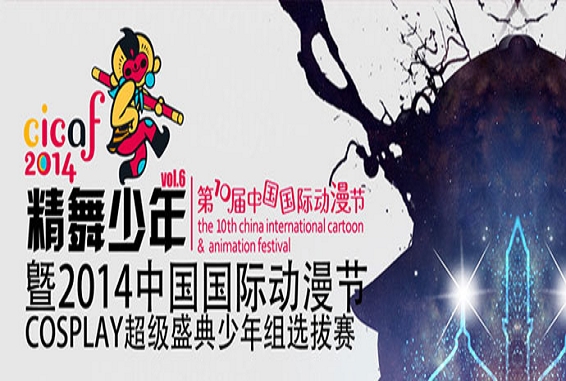 cicaf
2014
精舞少年 vol.6
第10届中国国际动漫节
the 10th china international cartoon
& animation festival
暨2014中国国际动漫节
COSPLAY超级盛典少年组选拔赛